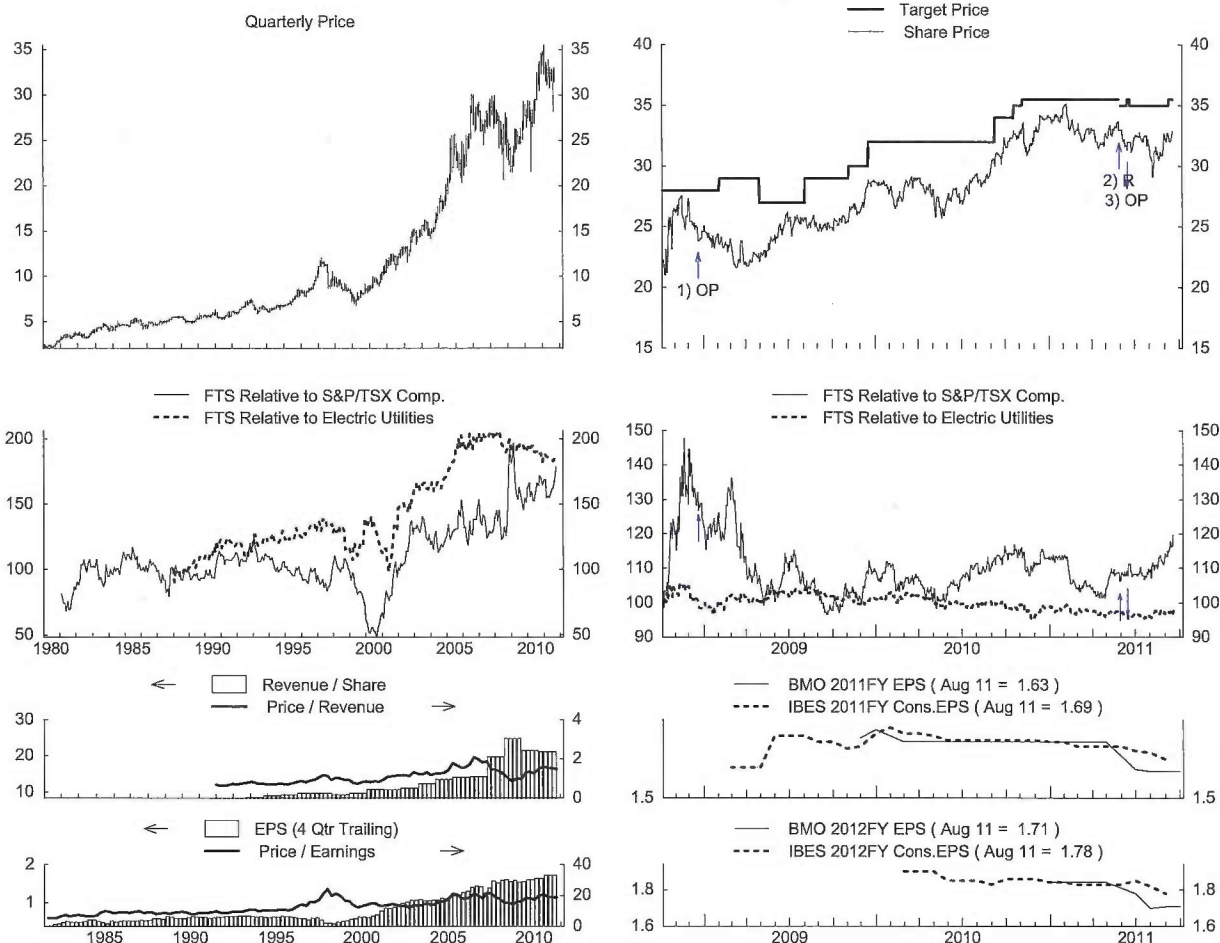 Quarterly Price
35 35
30 30
25 25
20 20
15 15
10 10
5 5
FTS Relative to S&P/TSX Comp.
FTS Relative to Electric Utilities
200 200
150 150
100 100
50 50
1980 1985 1990 1995 2000 2005 2010
← Revenue / Share
Price / Revenue →
30 4
20 2
10 0
← EPS (4 Qtr Trailing)
Price / Earnings →
2 40
1 20
0
1985 1990 1995 2000 2005 2010
Target Price
Share Price
40 40
35 35
30 30
2) R
3) OP
25 25
1) OP
20 20
15 15
FTS Relative to S&P/TSX Comp.
FTS Relative to Electric Utilities
150 150
140 140
130 130
120 120
110 110
100 100
90 90
2009 2010 2011
BMO 2011FY EPS ( Aug 11 = 1.63 )
IBES 2011FY Cons.EPS ( Aug 11 = 1.69 )
1.5 1.5
BMO 2012FY EPS ( Aug 11 = 1.71 )
IBES 2012FY Cons.EPS ( Aug 11 = 1.78 )
1.8 1.8
1.6 1.6
2009 2010 2011